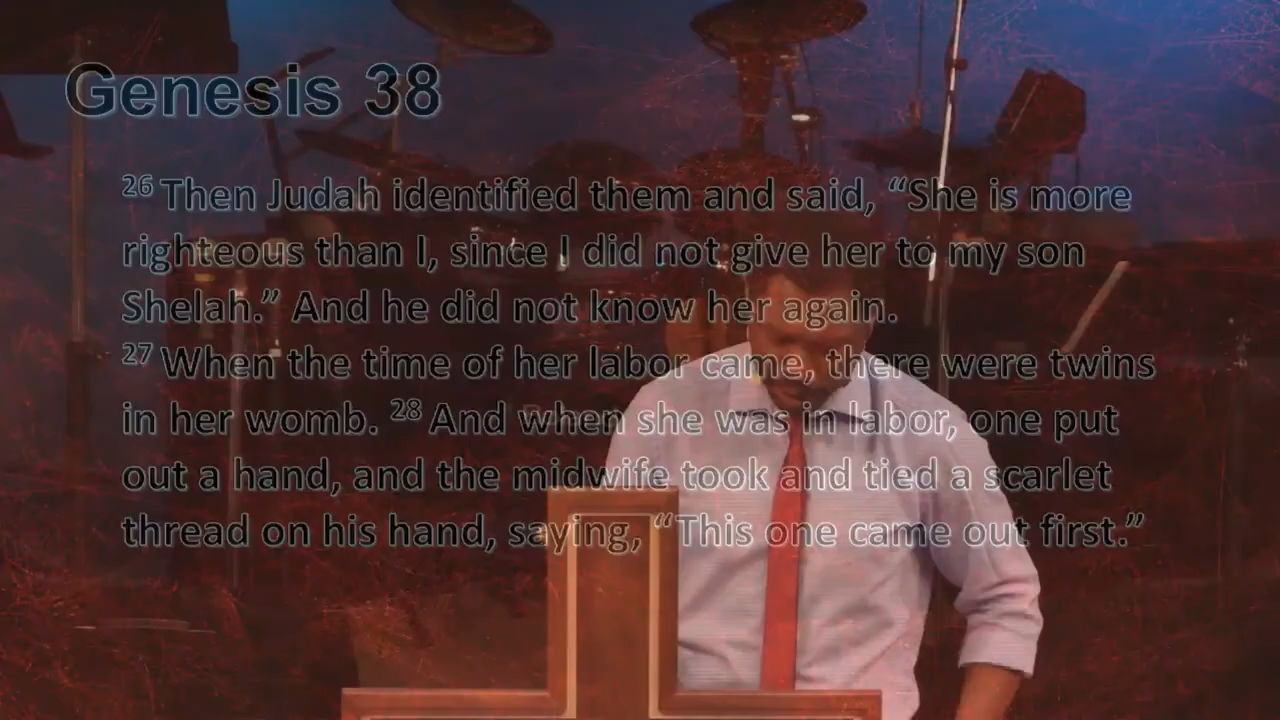 Genesis 38
26 Then Judah identified them and said, “She is more
righteous than I, since I did not give her to my son
Shelah.” And he did not know her again.
27 When the time of her labor came, there were twins
in her womb. 28 And when she was in labor, one put
out a hand, and the midwife took and tied a scarlet
thread on his hand, saying, “This one came out first.”